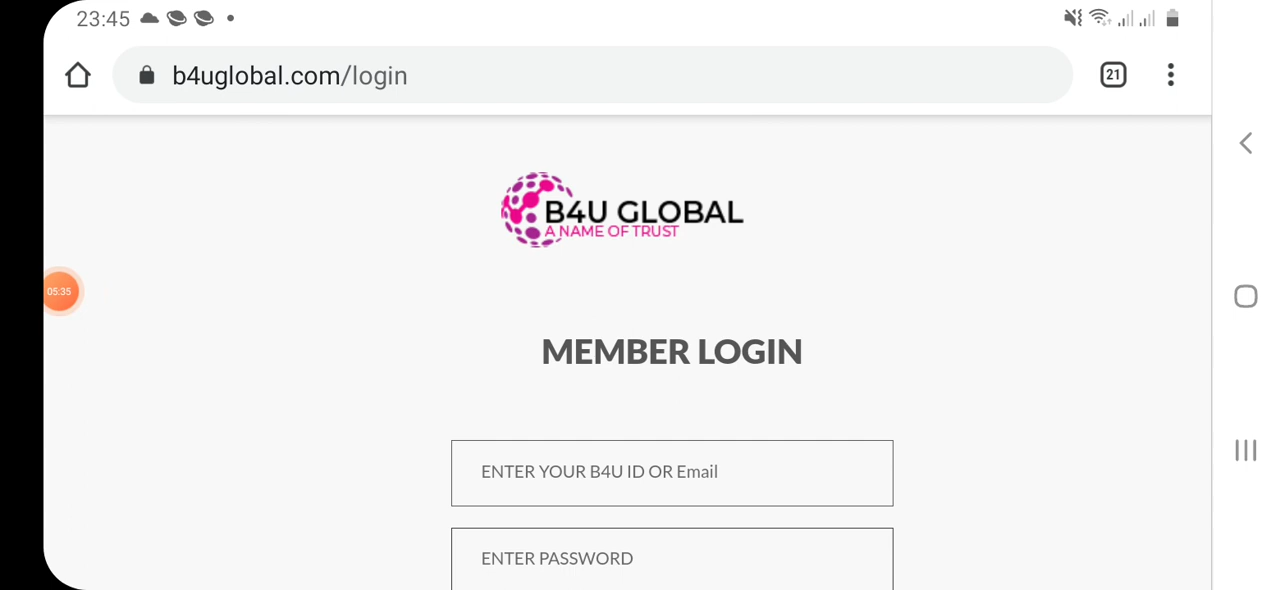 23:45
b4uglobal.com/login
21
B4U GLOBAL
A NAME OF TRUST
05:35
MEMBER LOGIN
ENTER YOUR B4U ID OR Email
ENTER PASSWORD